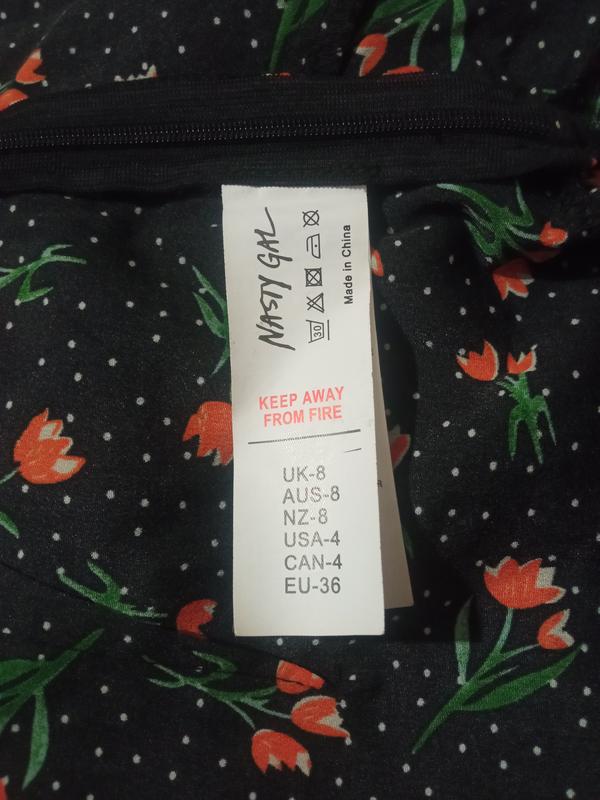 NASTY GAL
30
Made in China
KEEP AWAY
FROM FIRE
UK-8
AUS-8
NZ-8
USA-4
CAN-4
EU-36
R